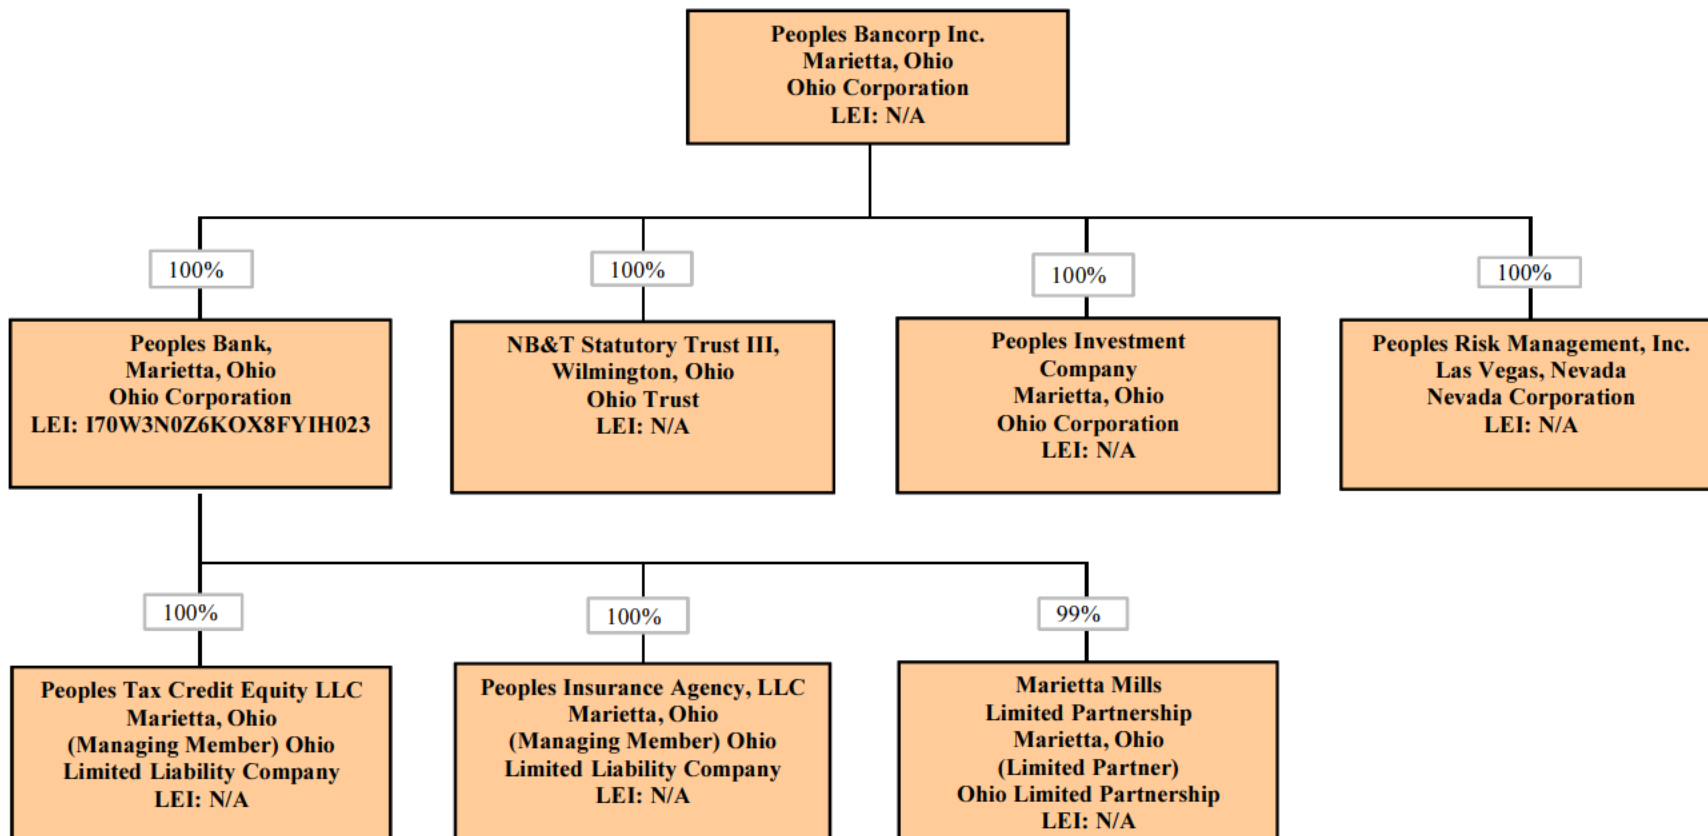 Peoples Bancorp Inc.
Marietta, Ohio
Ohio Corporation
LEI: N/A
100%
100%
100%
100%
Peoples Bank,
Marietta, Ohio
Ohio Corporation
LEI: I70W3N0Z6KOX8FYIH023
NB&T Statutory Trust III,
Wilmington, Ohio
Ohio Trust
LEI: N/A
Peoples Investment
Company
Marietta, Ohio
Ohio Corporation
LEI: N/A
Peoples Risk Management, Inc.
Las Vegas, Nevada
Nevada Corporation
LEI: N/A
100%
100%
99%
Peoples Tax Credit Equity LLC
Marietta, Ohio
(Managing Member) Ohio
Limited Liability Company
LEI: N/A
Peoples Insurance Agency, LLC
Marietta, Ohio
(Managing Member) Ohio
Limited Liability Company
LEI: N/A
Marietta Mills
Limited Partnership
Marietta, Ohio
(Limited Partner)
Ohio Limited Partnership
LEI: N/A